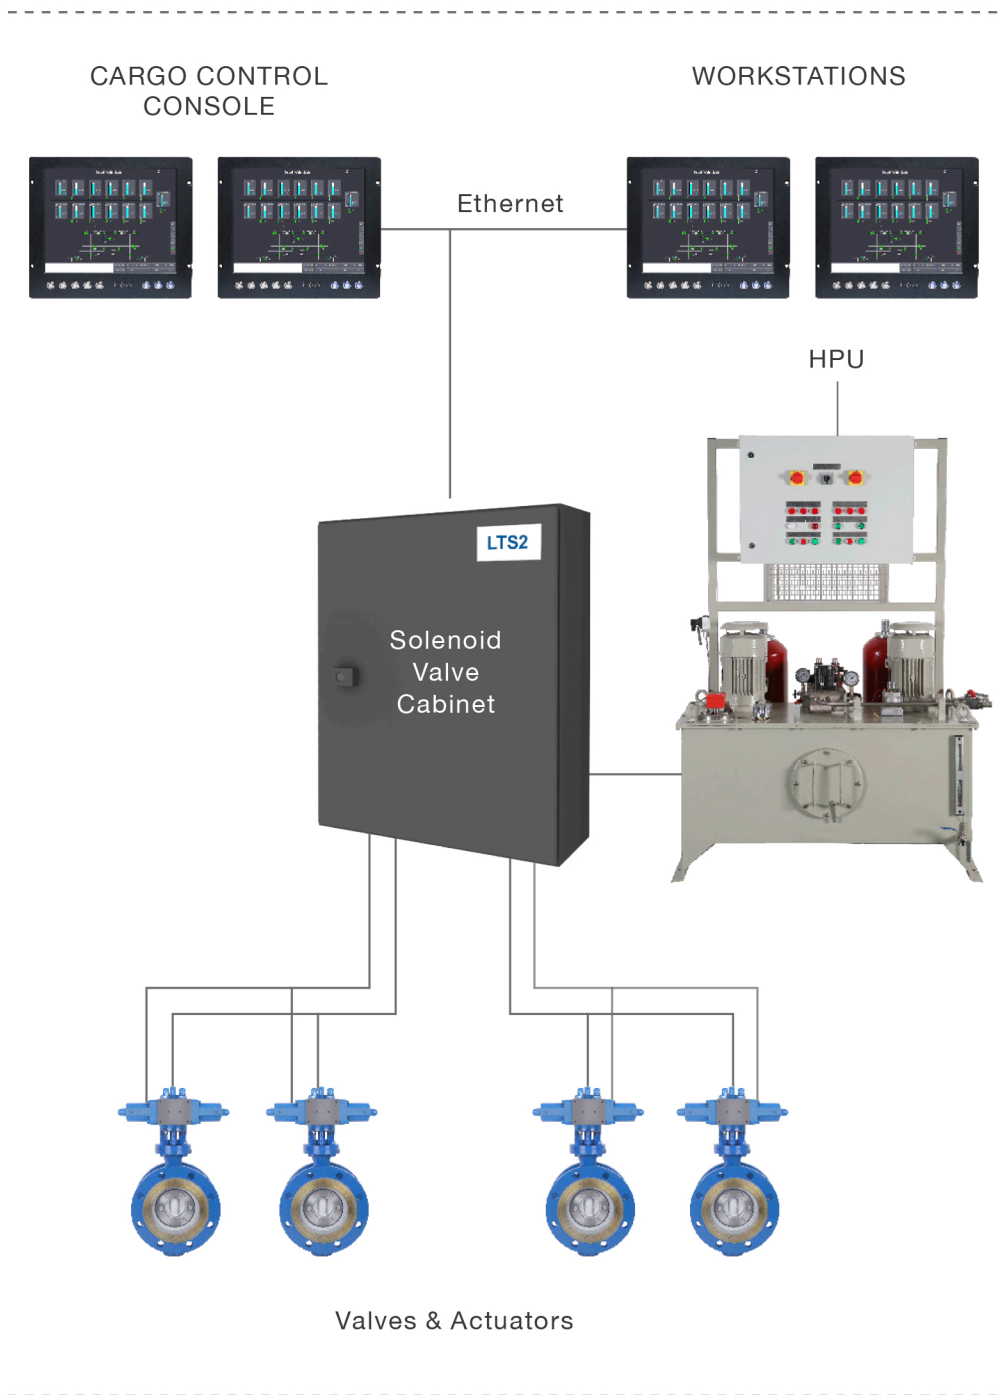 CARGO CONTROL
CONSOLE
WORKSTATIONS
Ethernet
HPU
LTS2
Solenoid
Valve
Cabinet
Valves & Actuators